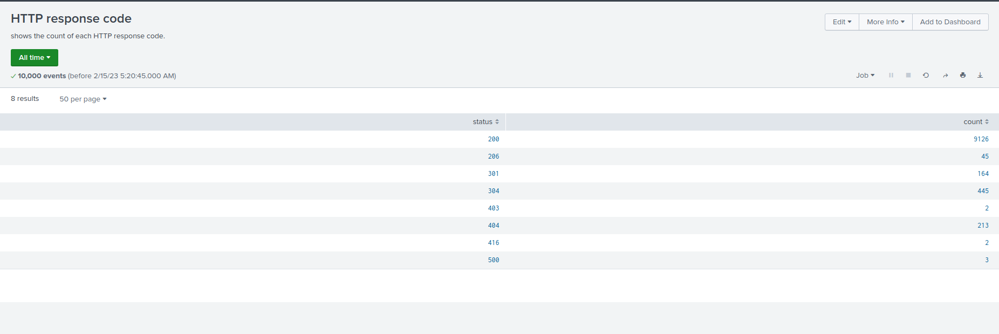 HTTP response code
Edit More Info Add to Dashboard
shows the count of each HTTP response code.
All time
10,000 events (before 2/15/23 5:20:45.000 AM)
Job
8 results 50 per page
status count
200 9126
206 45
301 164
304 445
403 2
404 213
416 2
500 3